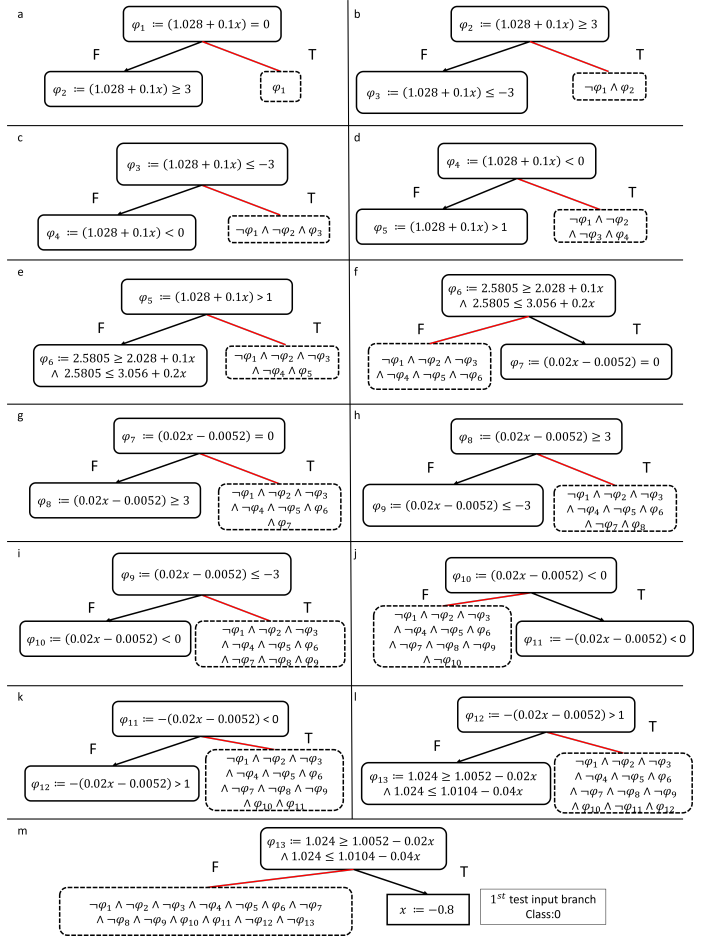 a
φ₁ ≔ (1.028 + 0.1x) = 0
F
T
φ₂ ≔ (1.028 + 0.1x) ≥ 3
φ₁
b
φ₂ ≔ (1.028 + 0.1x) ≥ 3
F
T
φ₃ ≔ (1.028 + 0.1x) ≤ −3
¬φ₁ ∧ φ₂
c
φ₃ ≔ (1.028 + 0.1x) ≤ −3
F
T
φ₄ ≔ (1.028 + 0.1x) < 0
¬φ₁ ∧ ¬φ₂ ∧ φ₃
d
φ₄ ≔ (1.028 + 0.1x) < 0
F
T
φ₅ ≔ (1.028 + 0.1x) > 1
¬φ₁ ∧ ¬φ₂
∧ ¬φ₃ ∧ φ₄
e
φ₅ ≔ (1.028 + 0.1x) > 1
F
T
φ₆ ≔ 2.5805 ≥ 2.028 + 0.1x
∧ 2.5805 ≤ 3.056 + 0.2x
¬φ₁ ∧ ¬φ₂ ∧ ¬φ₃
∧ ¬φ₄ ∧ φ₅
f
φ₆ ≔ 2.5805 ≥ 2.028 + 0.1x
∧ 2.5805 ≤ 3.056 + 0.2x
F
T
¬φ₁ ∧ ¬φ₂ ∧ ¬φ₃
∧ ¬φ₄ ∧ ¬φ₅ ∧ ¬φ₆
φ₇ ≔ (0.02x − 0.0052) = 0
g
φ₇ ≔ (0.02x − 0.0052) = 0
F
T
φ₈ ≔ (0.02x − 0.0052) ≥ 3
¬φ₁ ∧ ¬φ₂ ∧ ¬φ₃
∧ ¬φ₄ ∧ ¬φ₅ ∧ φ₆
∧ φ₇
h
φ₈ ≔ (0.02x − 0.0052) ≥ 3
F
T
φ₉ ≔ (0.02x − 0.0052) ≤ −3
¬φ₁ ∧ ¬φ₂ ∧ ¬φ₃
∧ ¬φ₄ ∧ ¬φ₅ ∧ φ₆
∧ ¬φ₇ ∧ φ₈
i
φ₉ ≔ (0.02x − 0.0052) ≤ −3
F
T
φ₁₀ ≔ (0.02x − 0.0052) < 0
¬φ₁ ∧ ¬φ₂ ∧ ¬φ₃
∧ ¬φ₄ ∧ ¬φ₅ ∧ φ₆
∧ ¬φ₇ ∧ ¬φ₈ ∧ φ₉
j
φ₁₀ ≔ (0.02x − 0.0052) < 0
F
T
¬φ₁ ∧ ¬φ₂ ∧ ¬φ₃
∧ ¬φ₄ ∧ ¬φ₅ ∧ φ₆
∧ ¬φ₇ ∧ ¬φ₈ ∧ ¬φ₉
∧ ¬φ₁₀
φ₁₁ ≔ −(0.02x − 0.0052) < 0
k
φ₁₁ ≔ −(0.02x − 0.0052) < 0
F
T
φ₁₂ ≔ −(0.02x − 0.0052) > 1
¬φ₁ ∧ ¬φ₂ ∧ ¬φ₃
∧ ¬φ₄ ∧ ¬φ₅ ∧ φ₆
∧ ¬φ₇ ∧ ¬φ₈ ∧ ¬φ₉
∧ φ₁₀ ∧ φ₁₁
l
φ₁₂ ≔ −(0.02x − 0.0052) > 1
F
T
φ₁₃ ≔ 1.024 ≥ 1.0052 − 0.02x
∧ 1.024 ≤ 1.0104 − 0.04x
¬φ₁ ∧ ¬φ₂ ∧ ¬φ₃
∧ ¬φ₄ ∧ ¬φ₅ ∧ φ₆
∧ ¬φ₇ ∧ ¬φ₈ ∧ ¬φ₉
∧ φ₁₀ ∧ ¬φ₁₁ ∧ φ₁₂
m
φ₁₃ ≔ 1.024 ≥ 1.0052 − 0.02x
∧ 1.024 ≤ 1.0104 − 0.04x
F
T
¬φ₁ ∧ ¬φ₂ ∧ ¬φ₃ ∧ ¬φ₄ ∧ ¬φ₅ ∧ φ₆ ∧ ¬φ₇
∧ ¬φ₈ ∧ ¬φ₉ ∧ φ₁₀ ∧ φ₁₁ ∧ ¬φ₁₂ ∧ ¬φ₁₃
x ≔ −0.8
1ˢᵗ test input branch
Class:0